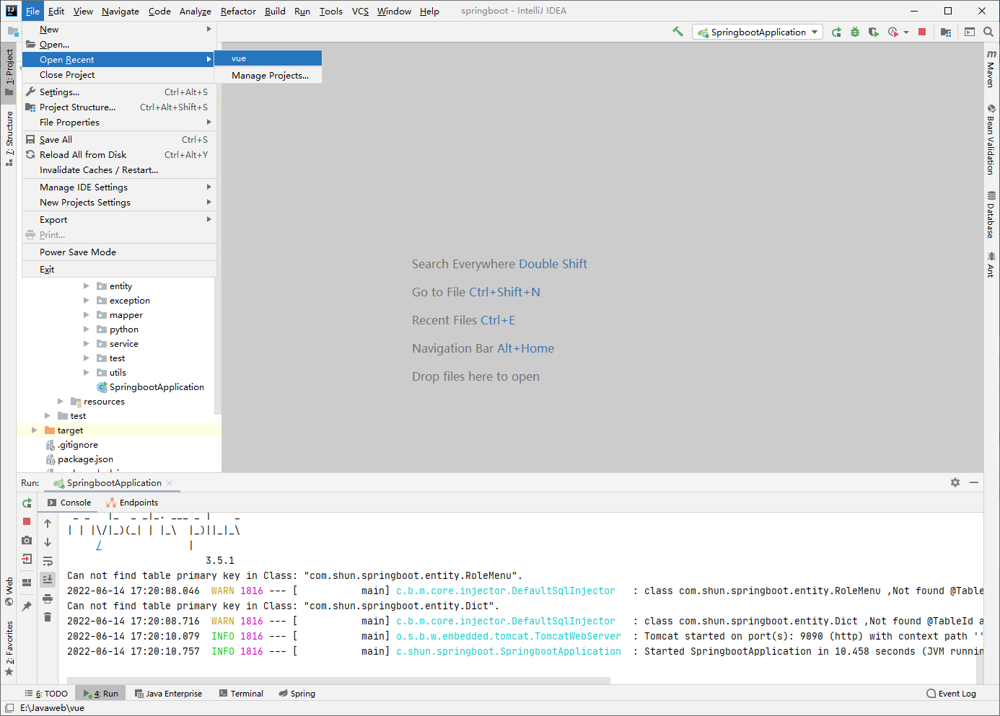 File Edit View Navigate Code Analyze Refactor Build Run Tools VCS Window Help springboot - IntelliJ IDEA
SpringbootApplication
New
Open...
Open Recent
vue
Manage Projects...
Close Project
Settings... Ctrl+Alt+S
Project Structure... Ctrl+Alt+Shift+S
File Properties
Save All Ctrl+S
Reload All from Disk Ctrl+Alt+Y
Invalidate Caches / Restart...
Manage IDE Settings
New Projects Settings
Export
Print...
Power Save Mode
Exit
1: Project
7: Structure
Web
2: Favorites
entity
exception
mapper
python
service
test
utils
SpringbootApplication
resources
test
target
.gitignore
package.json
Search Everywhere Double Shift
Go to File Ctrl+Shift+N
Recent Files Ctrl+E
Navigation Bar Alt+Home
Drop files here to open
m Maven
Bean Validation
Database
Ant
Run: SpringbootApplication
Console Endpoints
3.5.1
Can not find table primary key in Class: "com.shun.springboot.entity.RoleMenu".
2022-06-14 17:20:08.046 WARN 1816 --- [ main] c.b.m.core.injector.DefaultSqlInjector : class com.shun.springboot.entity.RoleMenu ,Not found @Table
Can not find table primary key in Class: "com.shun.springboot.entity.Dict".
2022-06-14 17:20:08.716 WARN 1816 --- [ main] c.b.m.core.injector.DefaultSqlInjector : class com.shun.springboot.entity.Dict ,Not found @TableId a
2022-06-14 17:20:10.079 INFO 1816 --- [ main] o.s.b.w.embedded.tomcat.TomcatWebServer : Tomcat started on port(s): 9090 (http) with context path ''
2022-06-14 17:20:10.757 INFO 1816 --- [ main] c.shun.springboot.SpringbootApplication : Started SpringbootApplication in 10.458 seconds (JVM runnin
6: TODO 4: Run Java Enterprise Terminal Spring Event Log
E:\Javaweb\vue